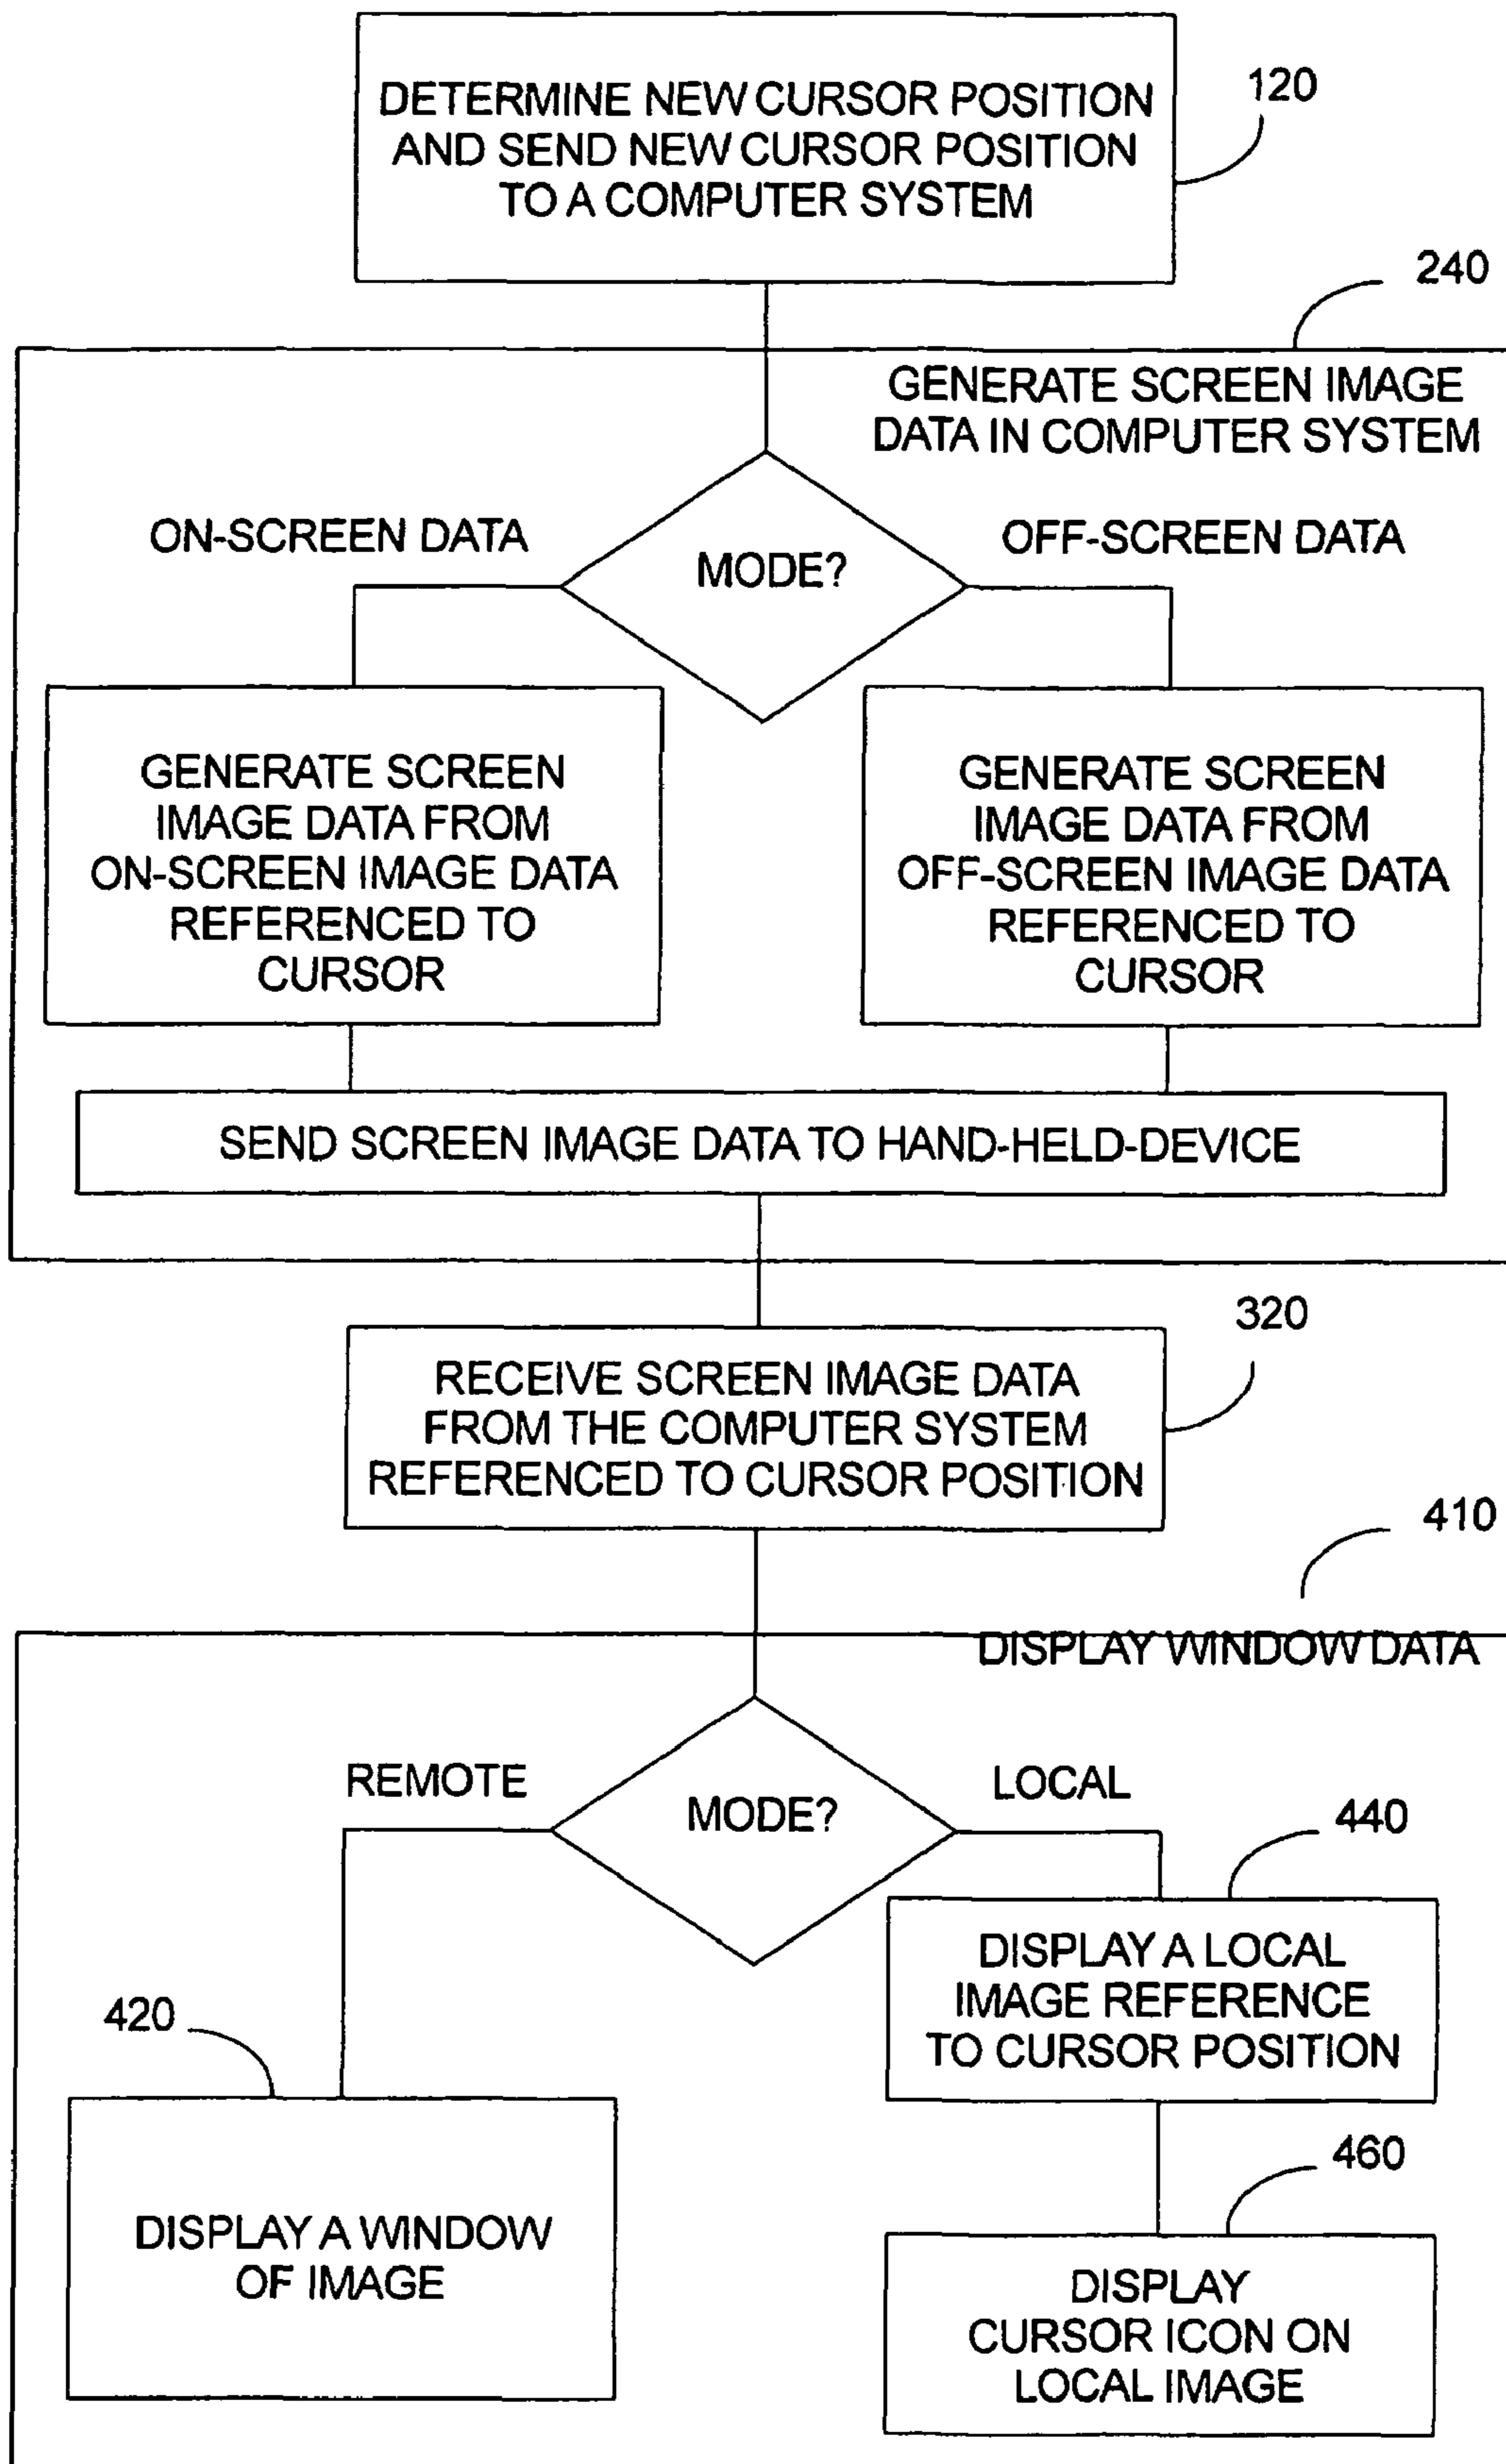 DETERMINE NEW CURSOR POSITION
AND SEND NEW CURSOR POSITION
TO A COMPUTER SYSTEM
120
240
GENERATE SCREEN IMAGE
DATA IN COMPUTER SYSTEM
ON-SCREEN DATA
MODE?
OFF-SCREEN DATA
GENERATE SCREEN
IMAGE DATA FROM
ON-SCREEN IMAGE DATA
REFERENCED TO
CURSOR
GENERATE SCREEN
IMAGE DATA FROM
OFF-SCREEN IMAGE DATA
REFERENCED TO
CURSOR
SEND SCREEN IMAGE DATA TO HAND-HELD-DEVICE
320
RECEIVE SCREEN IMAGE DATA
FROM THE COMPUTER SYSTEM
REFERENCED TO CURSOR POSITION
410
DISPLAY WINDOW DATA
REMOTE
MODE?
LOCAL
440
DISPLAY A LOCAL
IMAGE REFERENCE
TO CURSOR POSITION
420
DISPLAY A WINDOW
OF IMAGE
460
DISPLAY
CURSOR ICON ON
LOCAL IMAGE